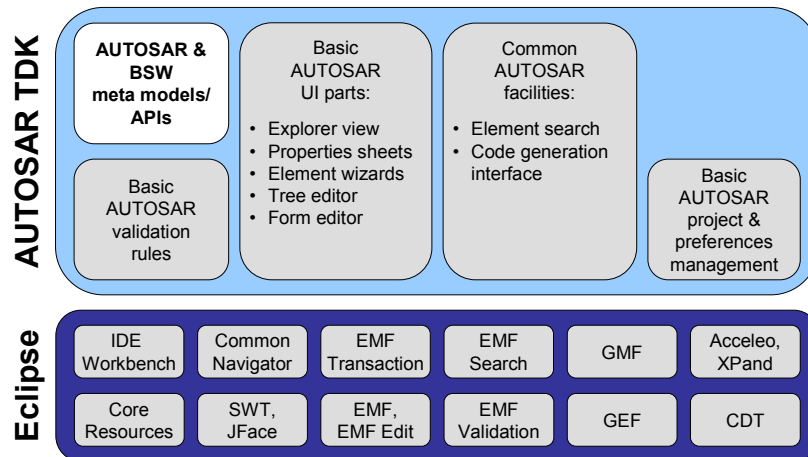 AUTOSAR TDK
AUTOSAR &
BSW
meta models/
APIs
Basic
AUTOSAR
validation
rules
Basic
AUTOSAR
UI parts:
• Explorer view
• Properties sheets
• Element wizards
• Tree editor
• Form editor
Common
AUTOSAR
facilities:
• Element search
• Code generation
interface
Basic
AUTOSAR
project &
preferences
management
Eclipse
IDE
Workbench
Common
Navigator
EMF
Transaction
EMF
Search
GMF
Acceleo,
XPand
Core
Resources
SWT,
JFace
EMF,
EMF Edit
EMF
Validation
GEF
CDT